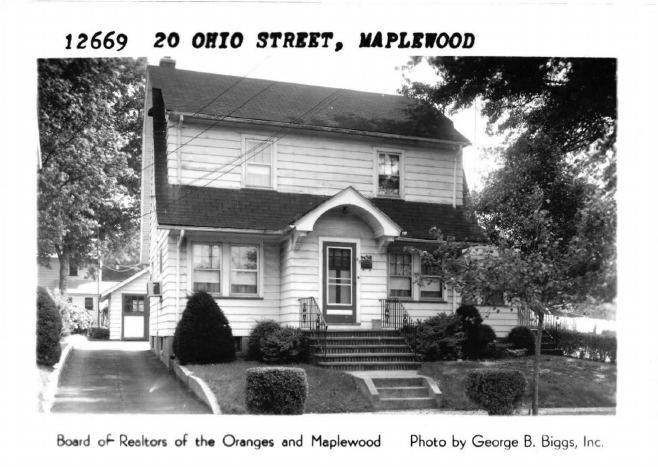 12669 20 OHIO STREET, MAPLEWOOD
Board of Realtors of the Oranges and Maplewood Photo by George B. Biggs, Inc.